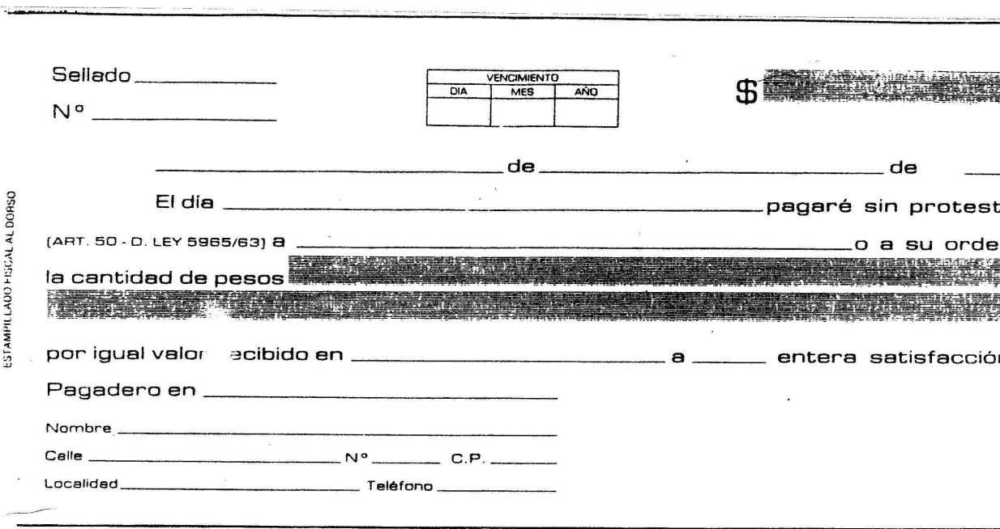 Sellado
VENCIMIENTO
DIA MES AÑO
$
Nº
de de
El día pagaré sin protest
(ART. 50 - D. LEY 5965/63) a o a su orde
la cantidad de pesos
por igual valor ecibido en a entera satisfacción
Pagadero en
Nombre
Calle Nº C.P.
Localidad Teléfono
ESTAMPILLADO FISCAL AL DORSO